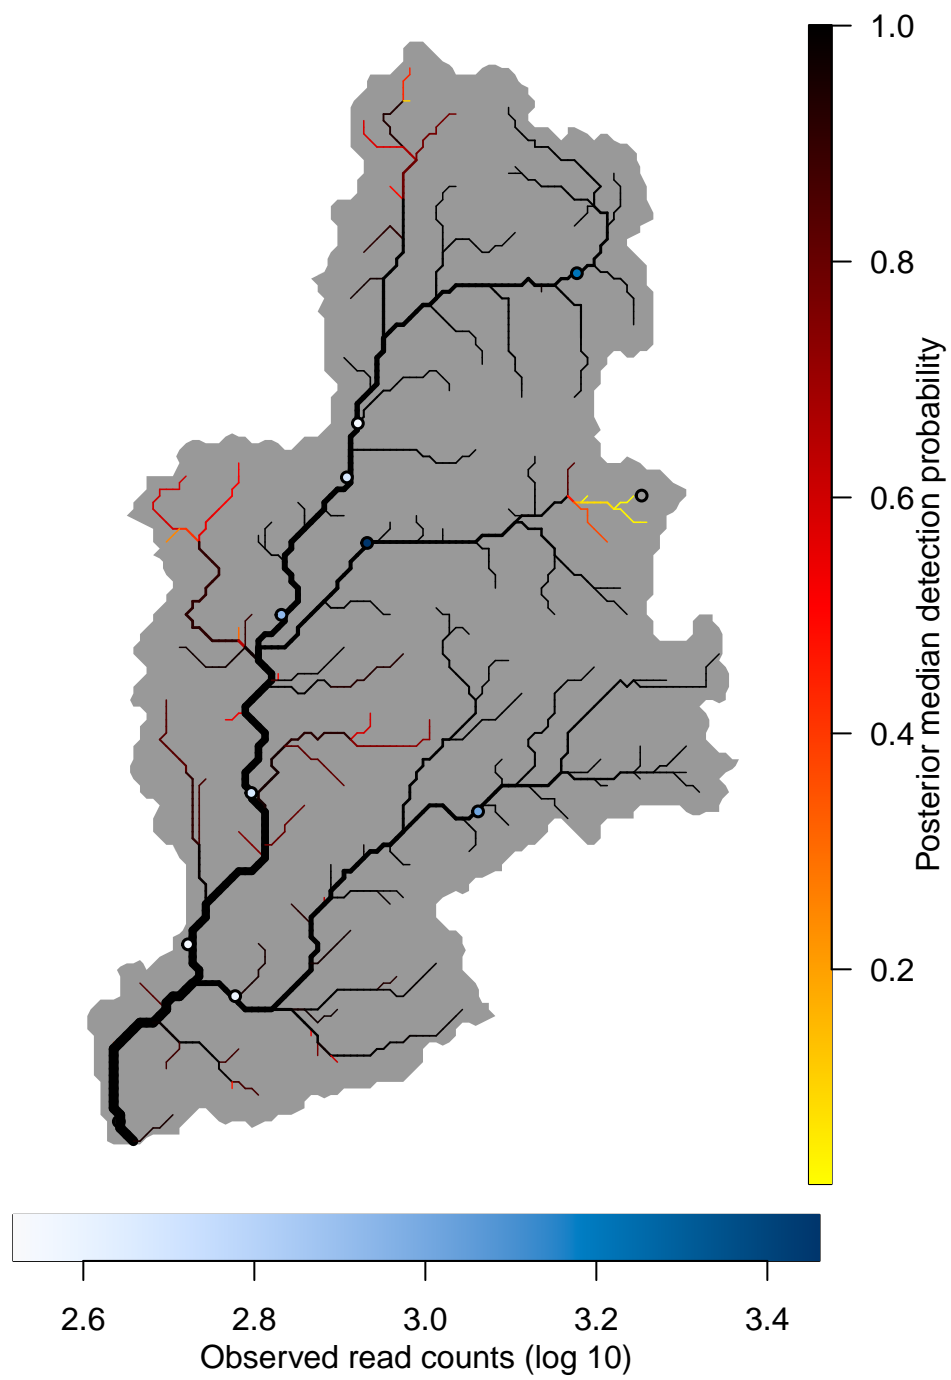 1.0
0.8
0.6
0.4
0.2
Posterior median detection probability
2.6 2.8 3.0 3.2 3.4
Observed read counts (log 10)